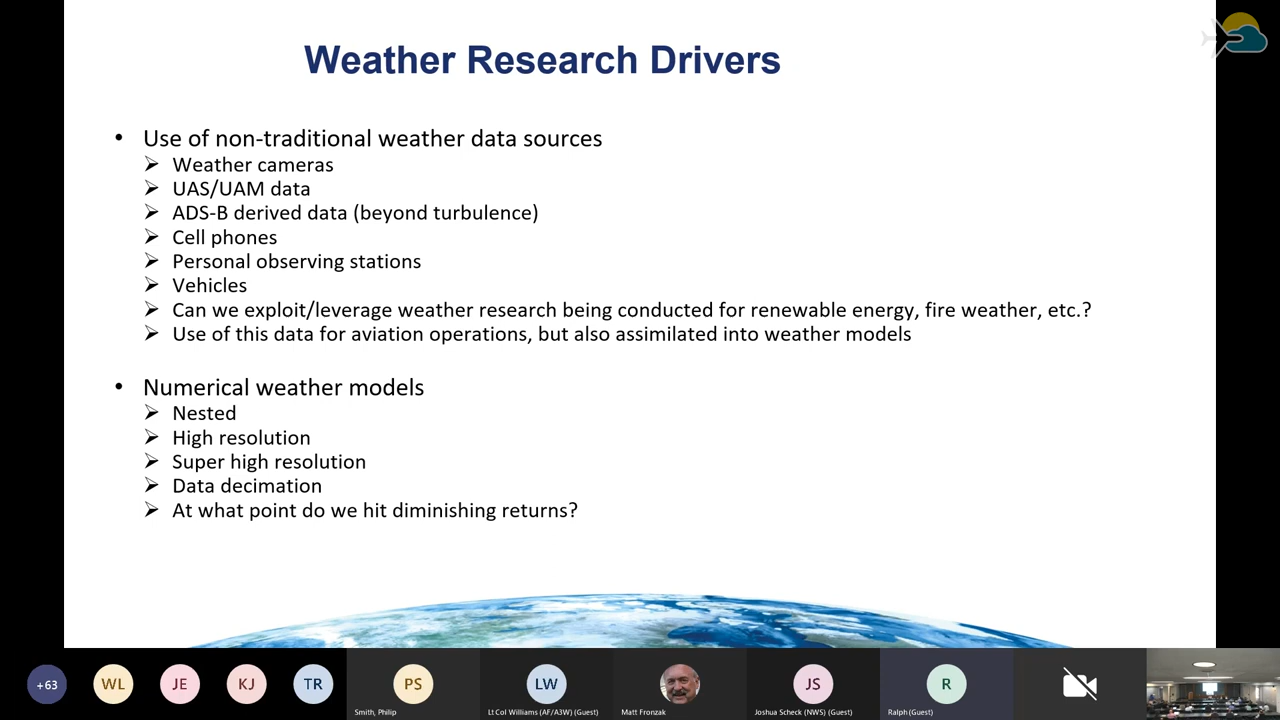 Weather Research Drivers
• Use of non-traditional weather data sources
➢ Weather cameras
➢ UAS/UAM data
➢ ADS-B derived data (beyond turbulence)
➢ Cell phones
➢ Personal observing stations
➢ Vehicles
➢ Can we exploit/leverage weather research being conducted for renewable energy, fire weather, etc.?
➢ Use of this data for aviation operations, but also assimilated into weather models
• Numerical weather models
➢ Nested
➢ High resolution
➢ Super high resolution
➢ Data decimation
➢ At what point do we hit diminishing returns?
+63 WL JE KJ TR PS LW JS R
Smith, Philip Lt Col Williams (AF/A3W) (Guest) Matt Fronzak Joshua Scheck (NWS) (Guest) Ralph (Guest)